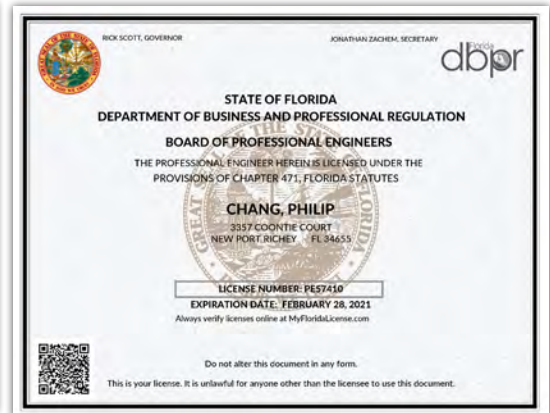 RICK SCOTT, GOVERNOR
JONATHAN ZACHEM, SECRETARY
Florida
dbpr
STATE OF FLORIDA
DEPARTMENT OF BUSINESS AND PROFESSIONAL REGULATION
BOARD OF PROFESSIONAL ENGINEERS
THE PROFESSIONAL ENGINEER HEREIN IS LICENSED UNDER THE
PROVISIONS OF CHAPTER 471, FLORIDA STATUTES
CHANG, PHILIP
3357 COONTIE COURT
NEW PORT RICHEY FL 34655
LICENSE NUMBER: PE57410
EXPIRATION DATE: FEBRUARY 28, 2021
Always verify licenses online at MyFloridaLicense.com
Do not alter this document in any form.
This is your license. It is unlawful for anyone other than the licensee to use this document.